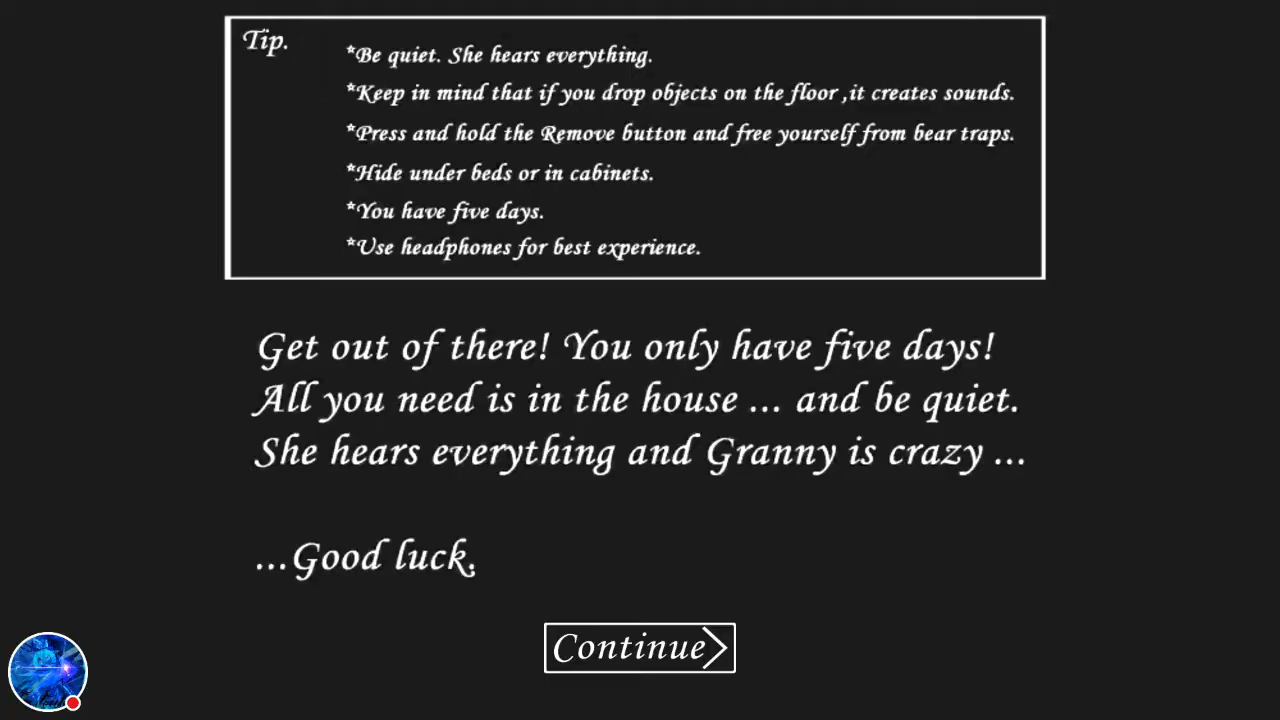 Tip.
*Be quiet. She hears everything.
*Keep in mind that if you drop objects on the floor ,it creates sounds.
*Press and hold the Remove button and free yourself from bear traps.
*Hide under beds or in cabinets.
*You have five days.
*Use headphones for best experience.
Get out of there! You only have five days!
All you need is in the house ... and be quiet.
She hears everything and Granny is crazy ...
...Good luck.
Continue